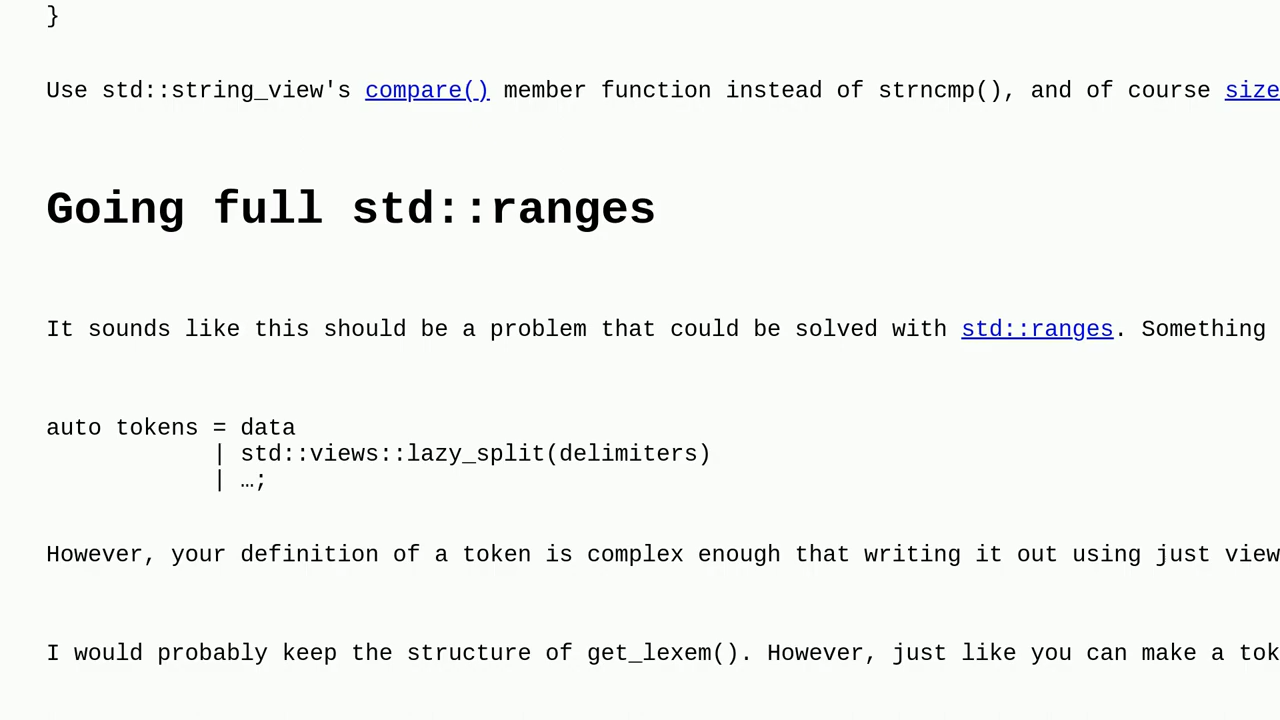 }
Use std::string_view's compare() member function instead of strncmp(), and of course size
Going full std::ranges
It sounds like this should be a problem that could be solved with std::ranges. Something
auto tokens = data
            | std::views::lazy_split(delimiters)
            | …;
However, your definition of a token is complex enough that writing it out using just view
I would probably keep the structure of get_lexem(). However, just like you can make a tok